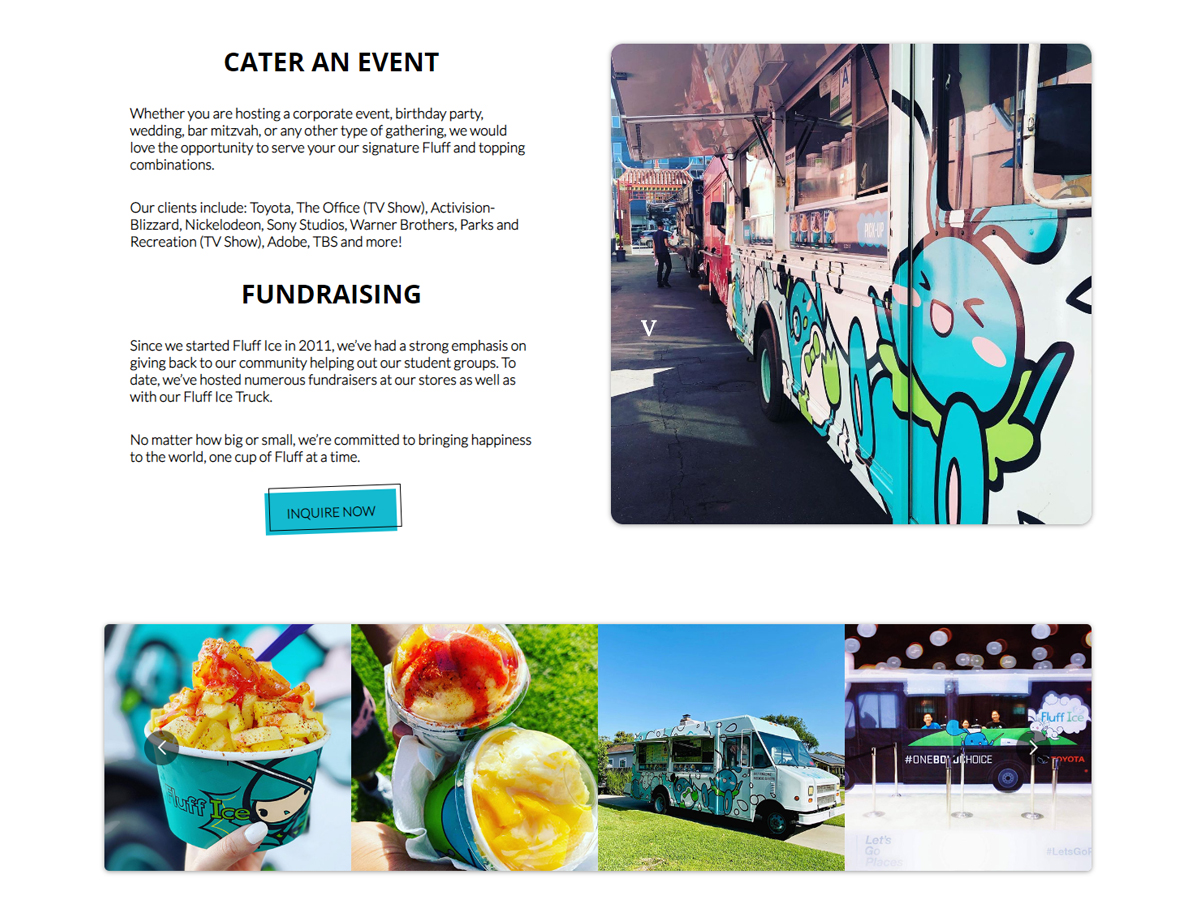 CATER AN EVENT
Whether you are hosting a corporate event, birthday party,
wedding, bar mitzvah, or any other type of gathering, we would
love the opportunity to serve your our signature Fluff and topping
combinations.
Our clients include: Toyota, The Office (TV Show), Activision-
Blizzard, Nickelodeon, Sony Studios, Warner Brothers, Parks and
Recreation (TV Show), Adobe, TBS and more!
FUNDRAISING
Since we started Fluff Ice in 2011, we’ve had a strong emphasis on
giving back to our community helping out our student groups. To
date, we’ve hosted numerous fundraisers at our stores as well as
with our Fluff Ice Truck.
No matter how big or small, we’re committed to bringing happiness
to the world, one cup of Fluff at a time.
INQUIRE NOW
A
PICK-UP
V
Fluff Ice
Fluff Ice
#ONEBOLDCHOICE
TOYOTA
Let's
Go
Places
#LetsGoP